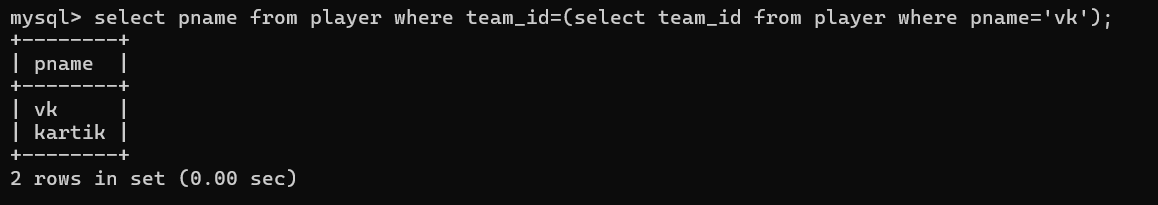 mysql> select pname from player where team_id=(select team_id from player where pname='vk');
+--------+
| pname  |
+--------+
| vk     |
| kartik |
+--------+
2 rows in set (0.00 sec)